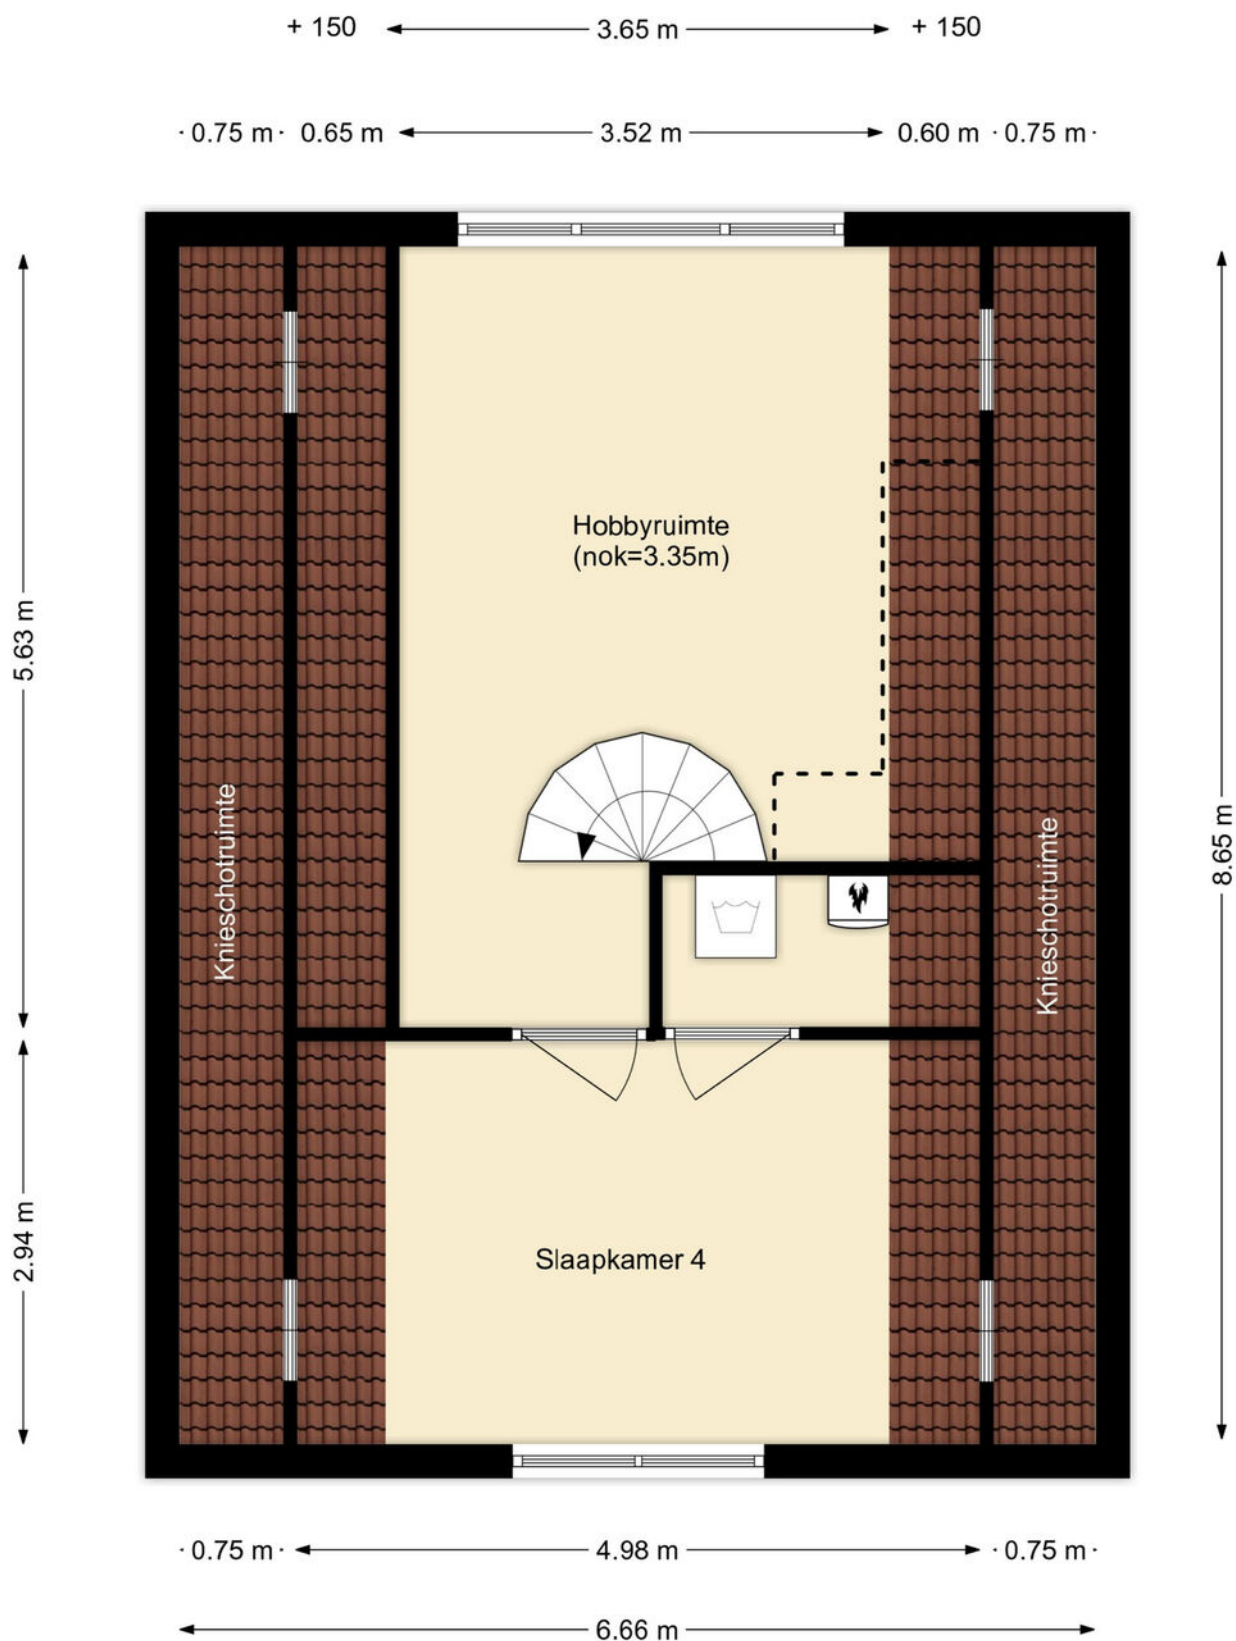 + 150 3.65 m + 150
0.75 m 0.65 m 3.52 m 0.60 m 0.75 m
Hobbyruimte
(nok=3.35m)
5.63 m
8.65 m
Knieschotruimte
Knieschotruimte
2.94 m
Slaapkamer 4
0.75 m 4.98 m 0.75 m
6.66 m